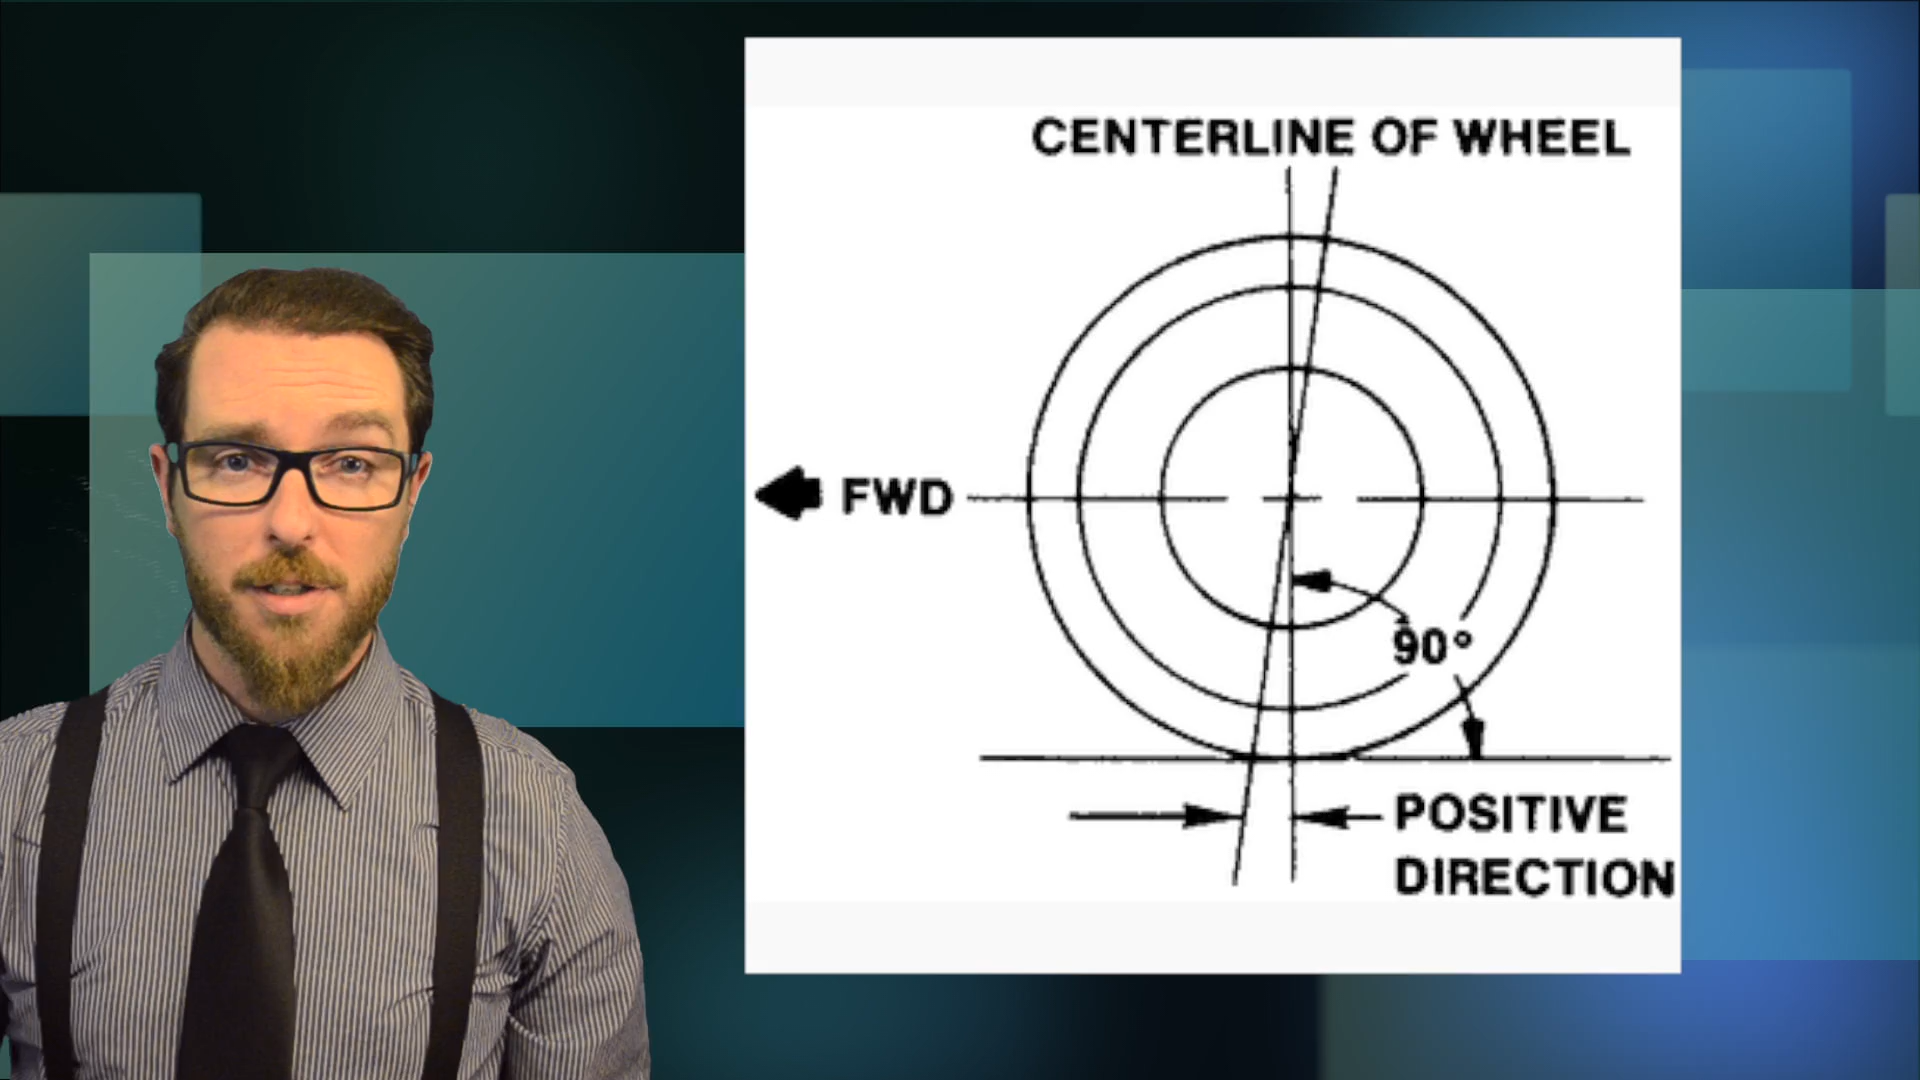 CENTERLINE OF WHEEL
FWD
90°
POSITIVE
DIRECTION